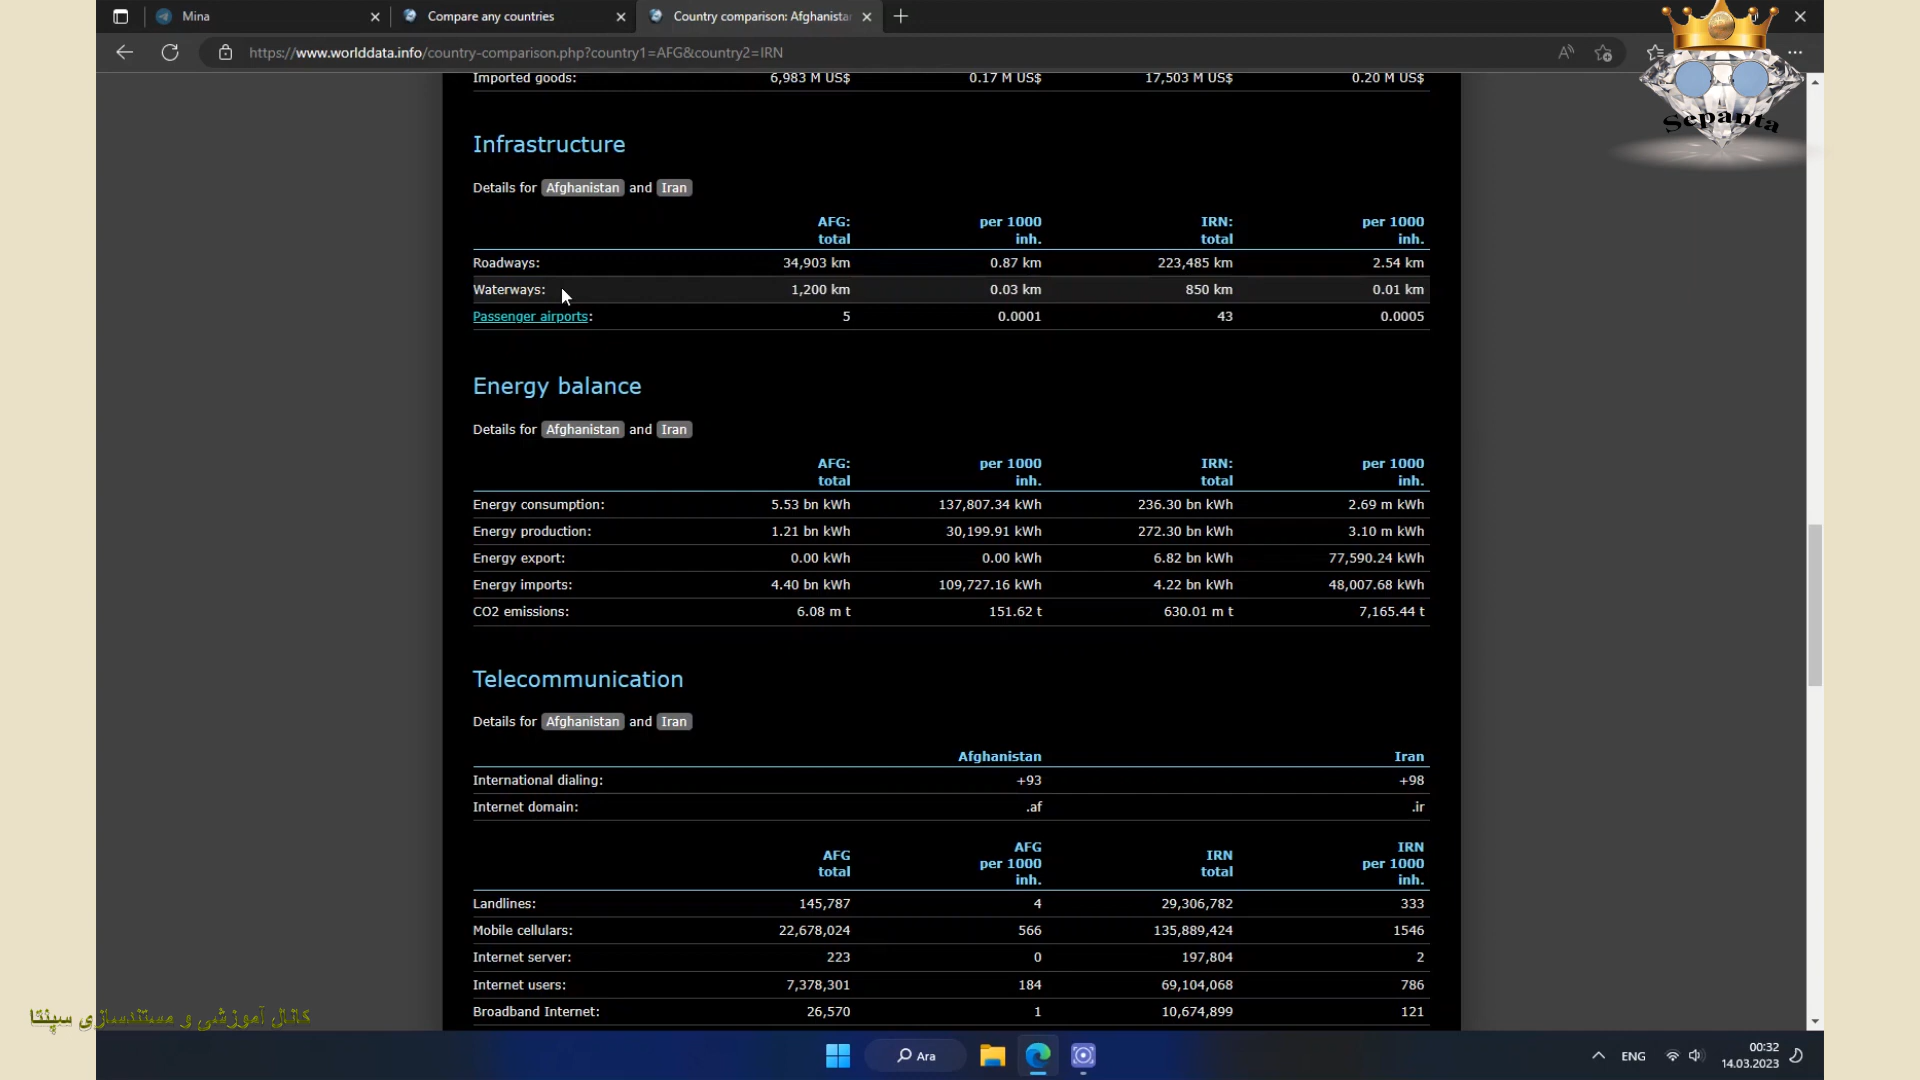 Mina
Compare any countries
Country comparison: Afghanista
https://www.worlddata.info/country-comparison.php?country1=AFG&country2=IRN
Sepanta
Imported goods: 6,983 M US$ 0.17 M US$ 17,503 M US$ 0.20 M US$
Infrastructure
Details for Afghanistan and Iran
AFG: total per 1000 inh. IRN: total per 1000 inh.
Roadways: 34,903 km 0.87 km 223,485 km 2.54 km
Waterways: 1,200 km 0.03 km 850 km 0.01 km
Passenger airports: 5 0.0001 43 0.0005
Energy balance
Details for Afghanistan and Iran
AFG: total per 1000 inh. IRN: total per 1000 inh.
Energy consumption: 5.53 bn kWh 137,807.34 kWh 236.30 bn kWh 2.69 m kWh
Energy production: 1.21 bn kWh 30,199.91 kWh 272.30 bn kWh 3.10 m kWh
Energy export: 0.00 kWh 0.00 kWh 6.82 bn kWh 77,590.24 kWh
Energy imports: 4.40 bn kWh 109,727.16 kWh 4.22 bn kWh 48,007.68 kWh
CO2 emissions: 6.08 m t 151.62 t 630.01 m t 7,165.44 t
Telecommunication
Details for Afghanistan and Iran
Afghanistan Iran
International dialing: +93 +98
Internet domain: .af .ir
AFG total AFG per 1000 inh. IRN total IRN per 1000 inh.
Landlines: 145,787 4 29,306,782 333
Mobile cellulars: 22,678,024 566 135,889,424 1546
Internet server: 223 0 197,804 2
Internet users: 7,378,301 184 69,104,068 786
Broadband Internet: 26,570 1 10,674,899 121
کانال آموزشی و مستندسازی سپنتا
Ara
ENG
00:32
14.03.2023